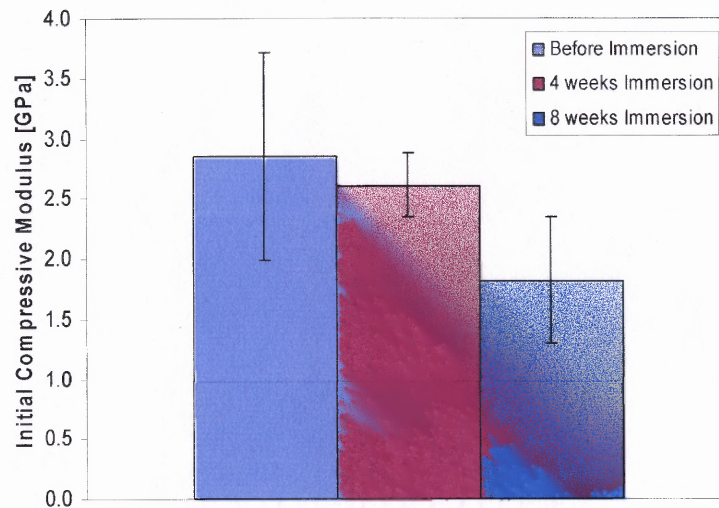 4.0
3.5
3.0
2.5
2.0
1.5
1.0
0.5
0.0
Initial Compressive Modulus [GPa]
Before Immersion
4 weeks Immersion
8 weeks Immersion